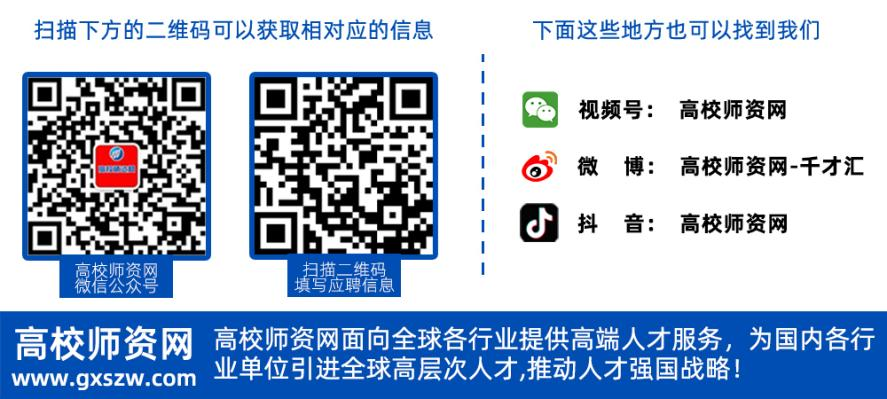 扫描下方的二维码可以获取相对应的信息
下面这些地方也可以找到我们
高校师资网
高校师资网
微信公众号
扫描二维码
填写应聘信息
视频号： 高校师资网
微 博： 高校师资网-千才汇
抖 音： 高校师资网
高校师资网
www.gxszw.com
高校师资网面向全球各行业提供高端人才服务，为国内各行
业单位引进全球高层次人才,推动人才强国战略！